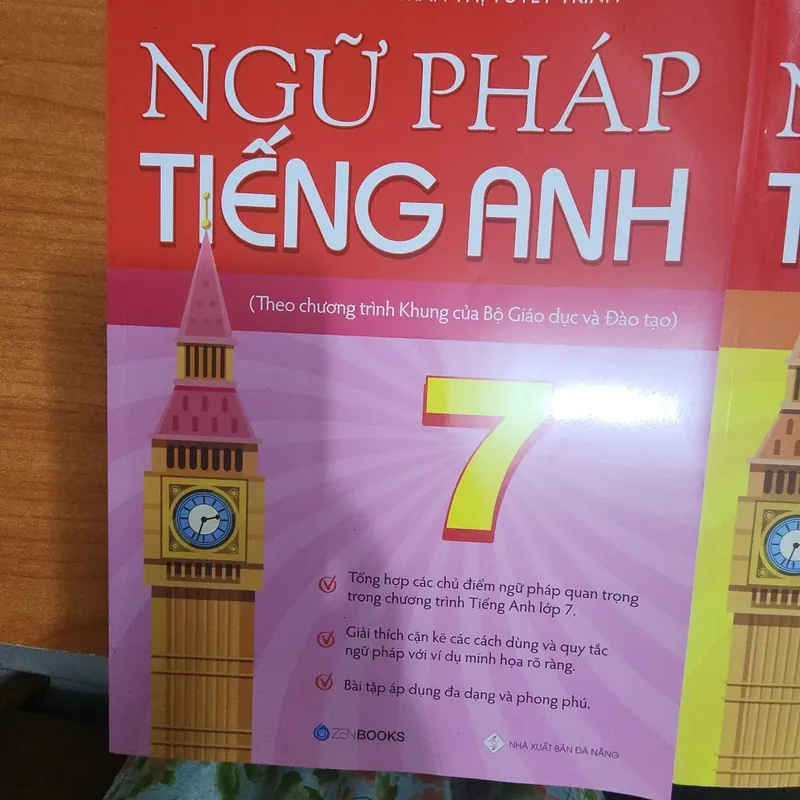 NGỮ PHÁP
TIẾNG ANH
(Theo chương trình Khung của Bộ Giáo dục và Đào tạo)
7
Tổng hợp các chủ điểm ngữ pháp quan trọng
trong chương trình Tiếng Anh lớp 7.
Giải thích cặn kẽ các cách dùng và quy tắc
ngữ pháp với ví dụ minh họa rõ ràng.
Bài tập áp dụng đa dạng và phong phú.
ZENBOOKS
NHÀ XUẤT BẢN ĐÀ NẴNG
N
T